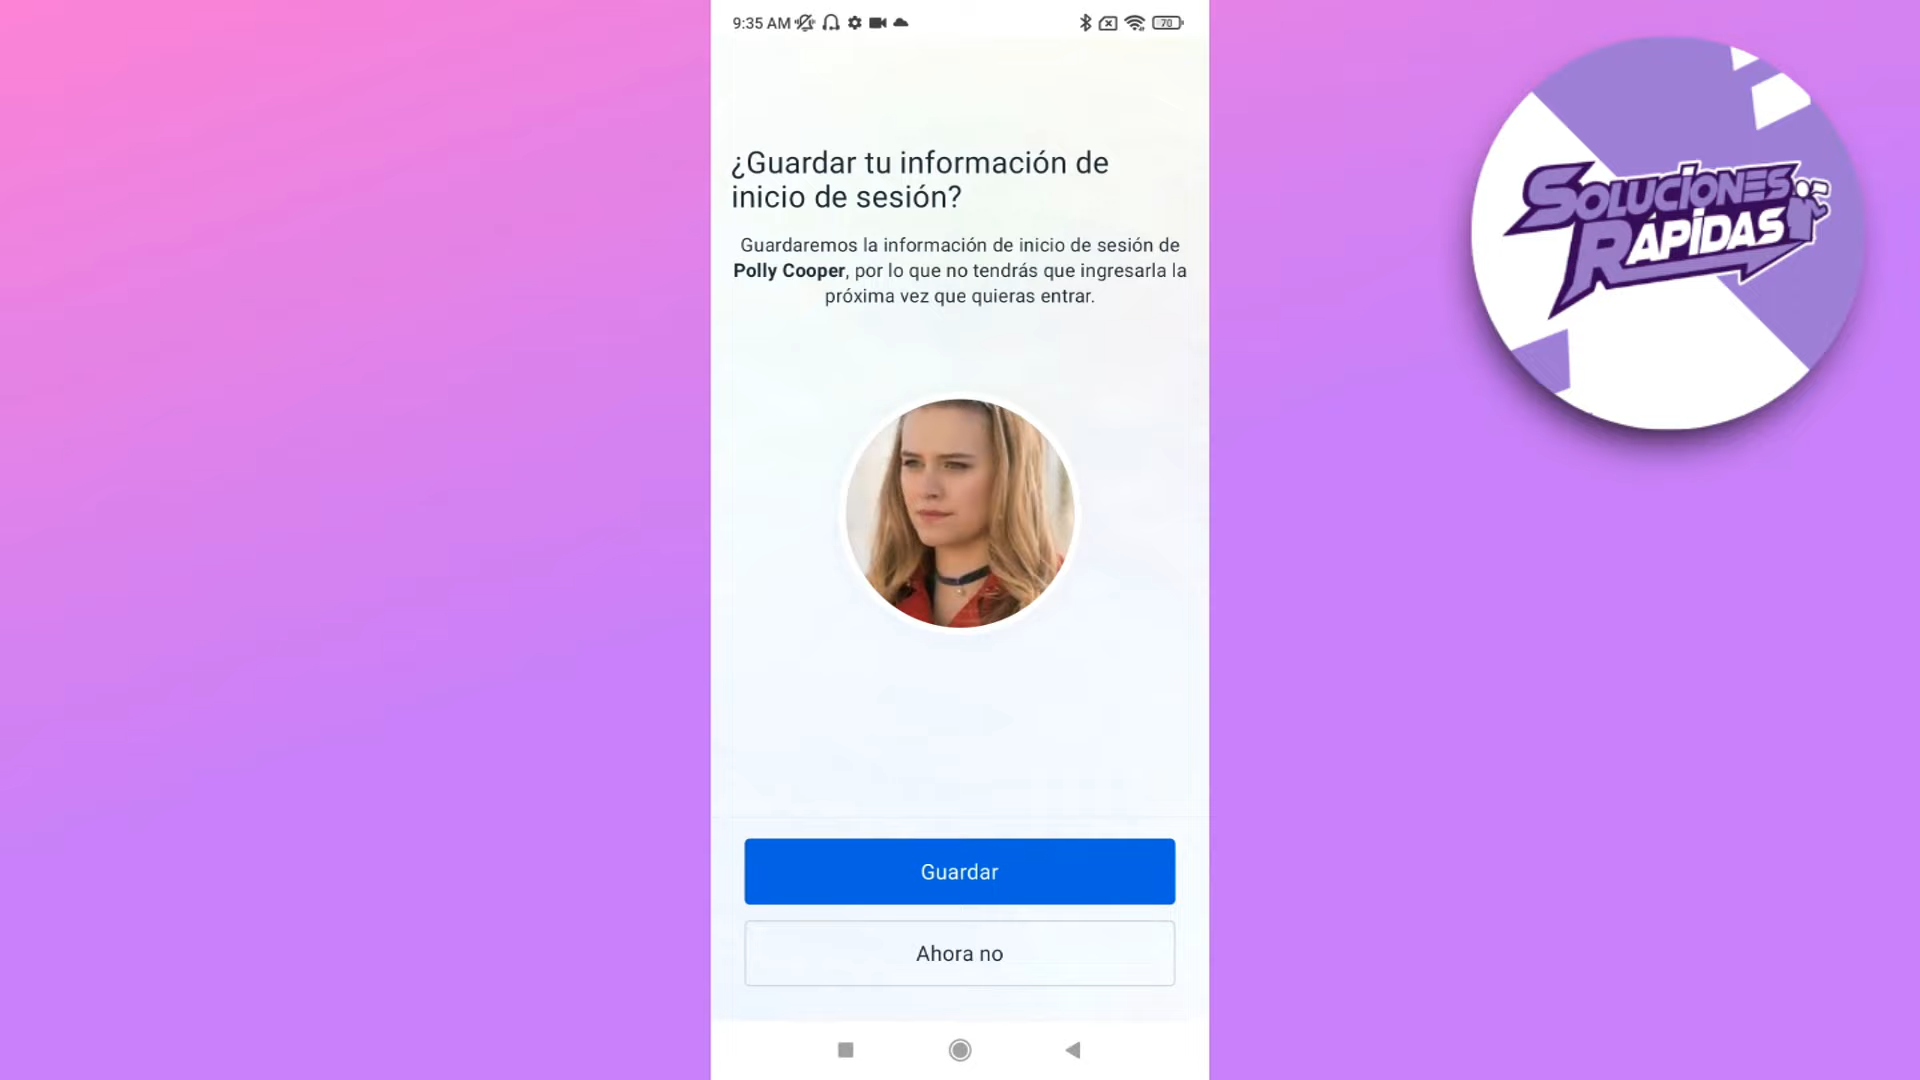 9:35 AM
70
¿Guardar tu información de
inicio de sesión?
Guardaremos la información de inicio de sesión de
Polly Cooper, por lo que no tendrás que ingresarla la
próxima vez que quieras entrar.
Guardar
Ahora no
SOLUCIONES
RÁPIDAS